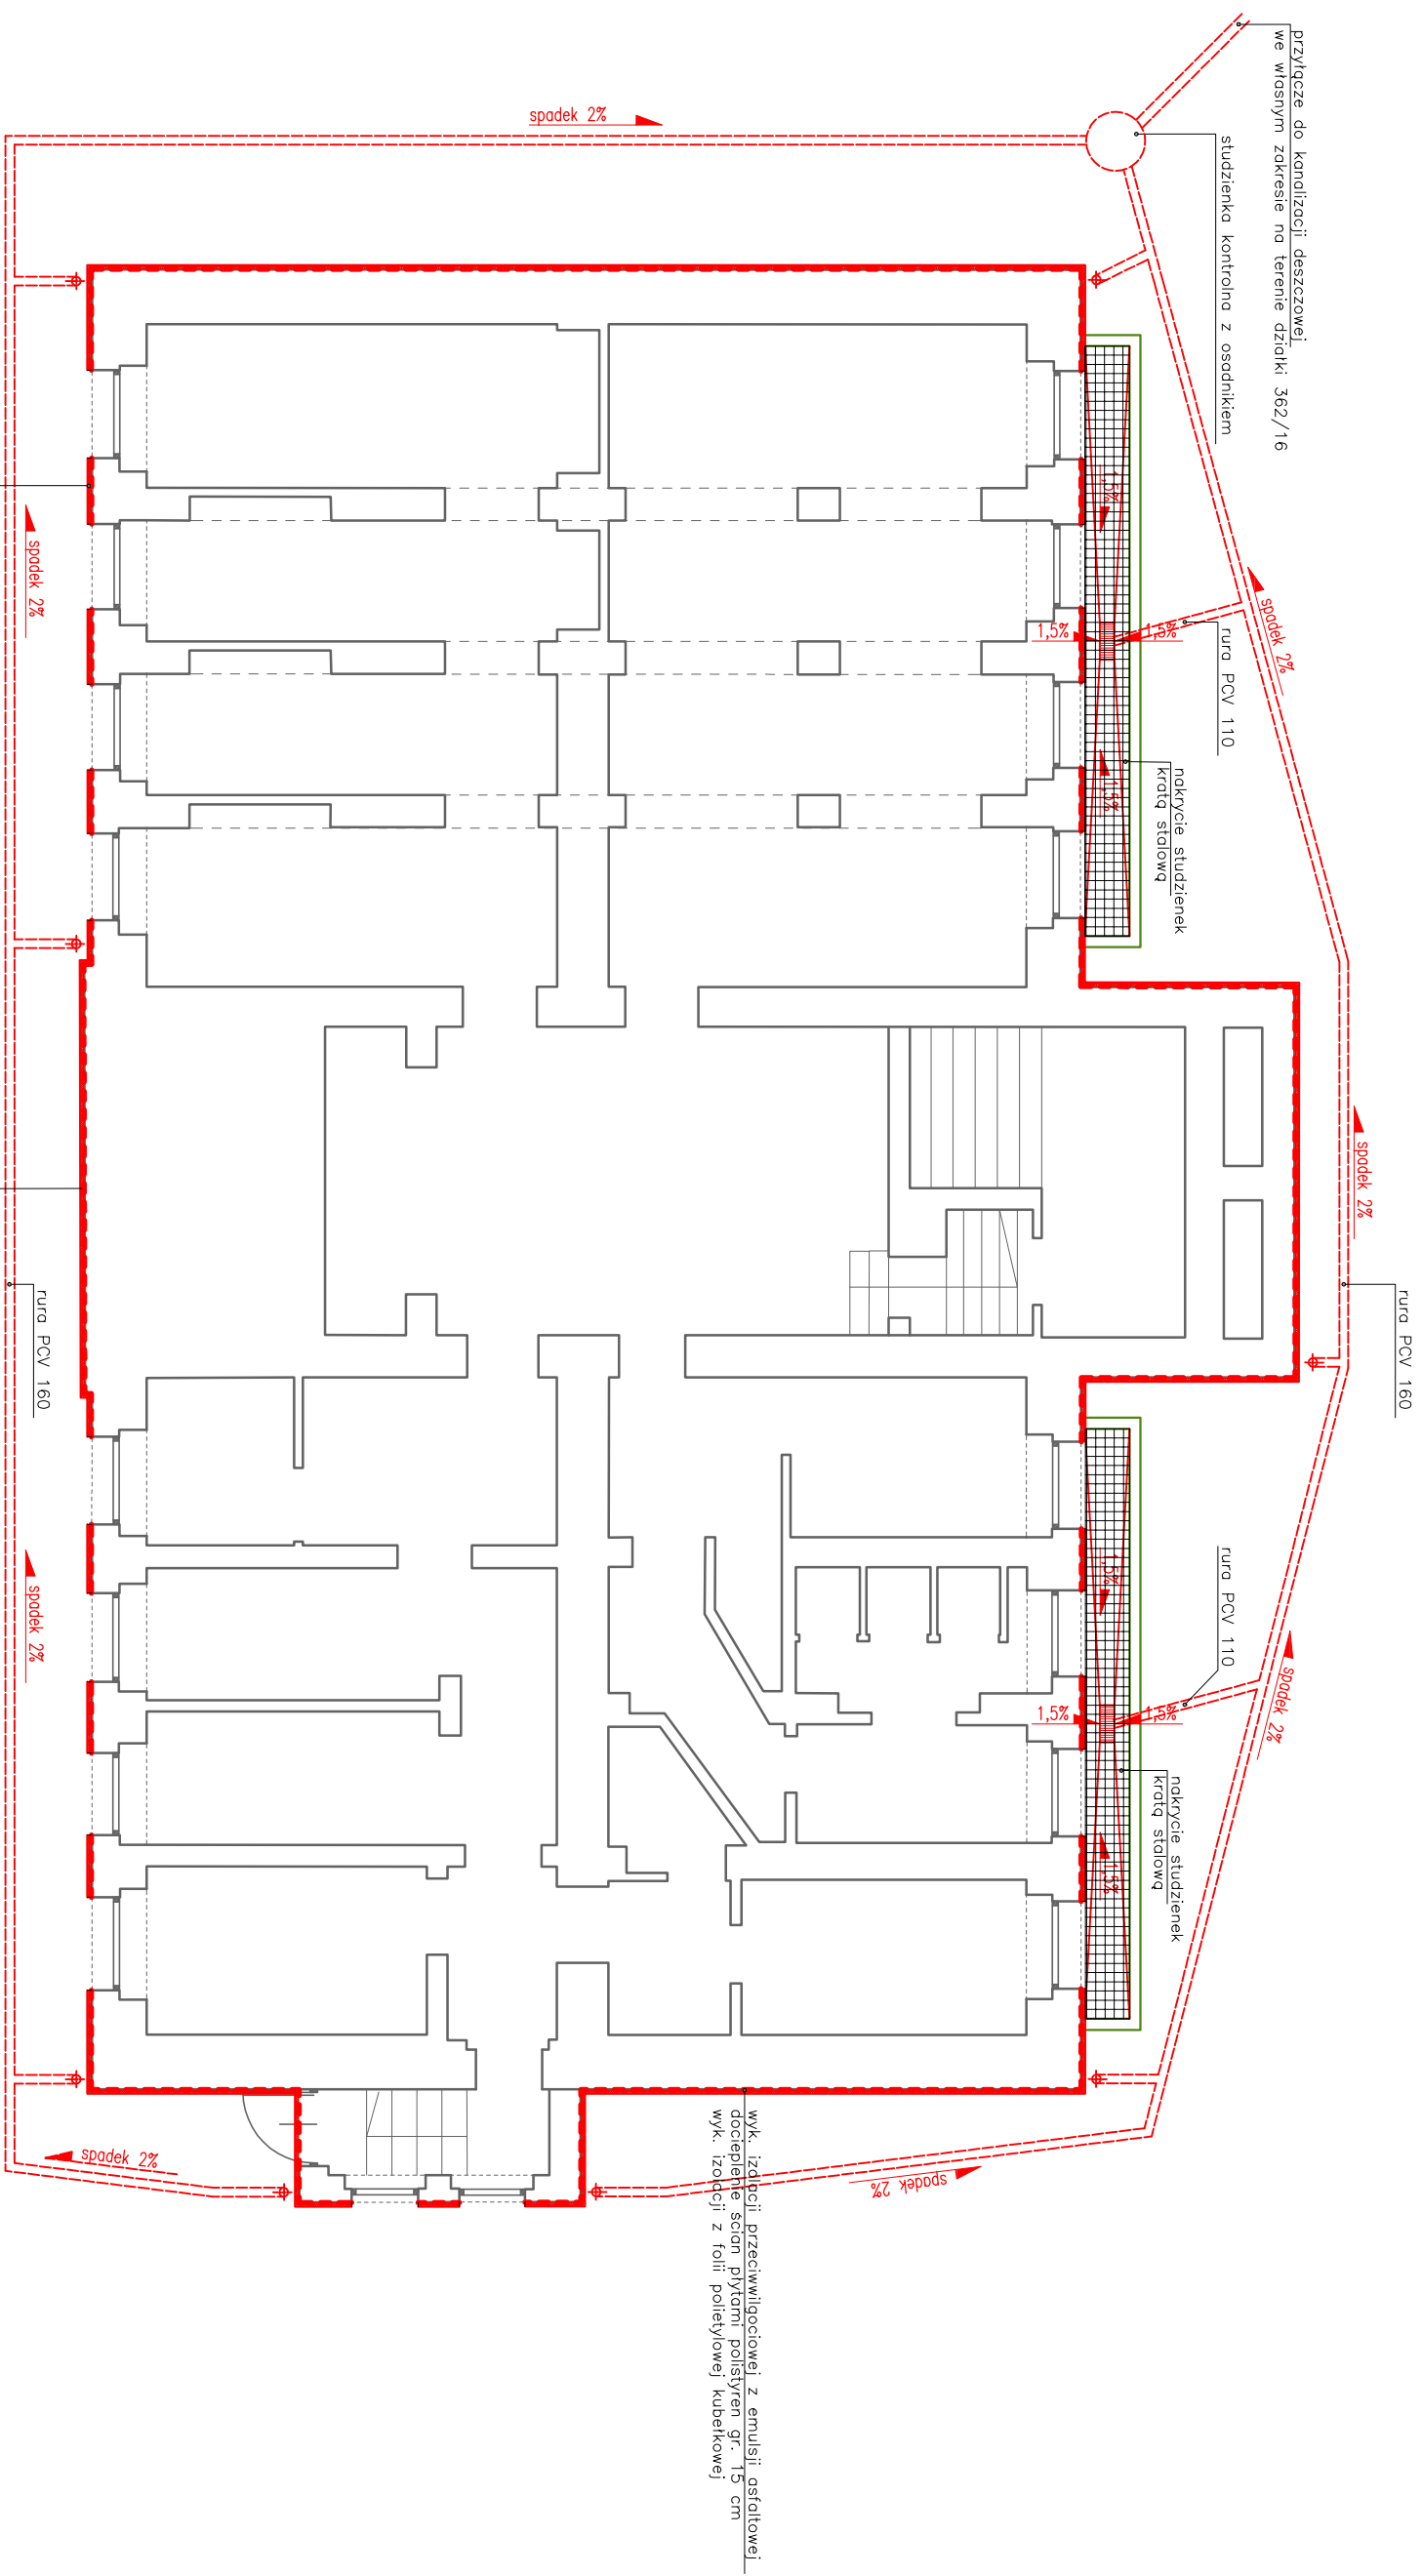 przyłącze do kanalizacji deszczowej
we własnym zakresie na terenie działki 362/16
studzienka kontrolna z osadnikiem
spadek 2%
spadek 2%
rura PCV 110
nakrycie studzienek
kratą stalową
1,5%
1,5%
1,5%
1,5%
spadek 2%
rura PCV 160
spadek 2%
rura PCV 110
nakrycie studzienek
kratą stalową
1,5%
1,5%
1,5%
1,5%
spadek 2%
wyk. izolacji przeciwwilgociowej z emulsji asfaltowej
docieplenie ścian płytami polistyren gr. 15 cm
wyk. izolacji z folii polietylowej kubełkowej
spadek 2%
rura PCV 160
spadek 2%
spadek 2%